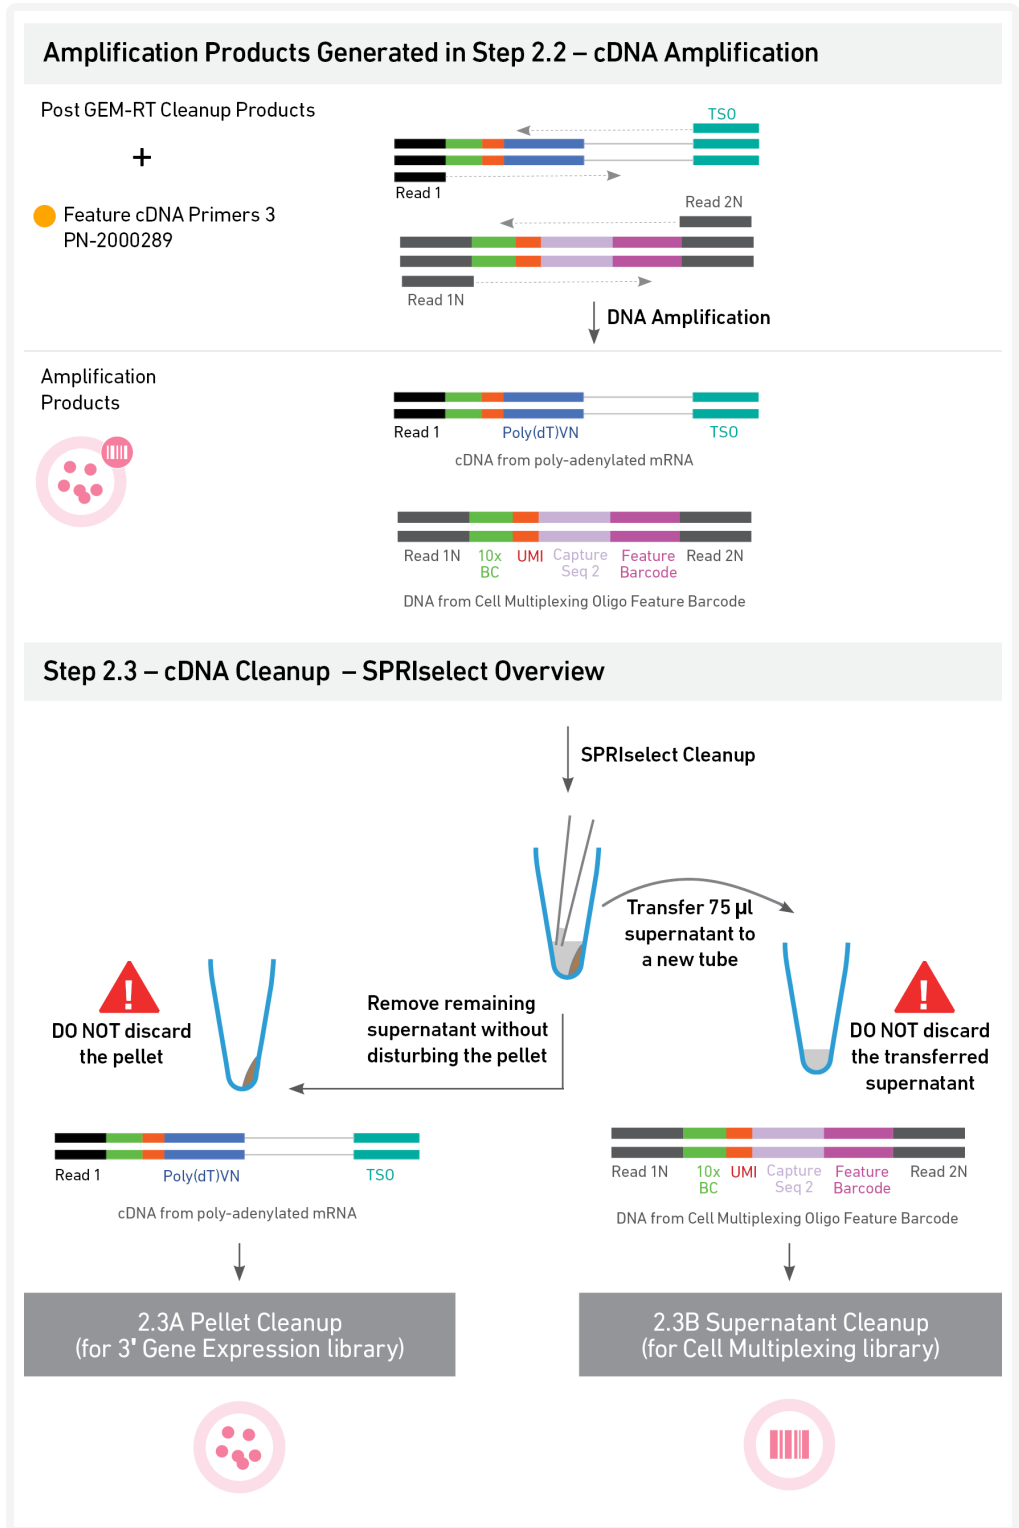 Amplification Products Generated in Step 2.2 – cDNA Amplification
Post GEM-RT Cleanup Products
+
Feature cDNA Primers 3
PN-2000289
TSO
Read 1
Read 2N
Read 1N
DNA Amplification
Amplification
Products
Read 1 Poly(dT)VN TSO
cDNA from poly-adenylated mRNA
Read 1N 10x UMI Capture Feature Read 2N
BC Seq 2 Barcode
DNA from Cell Multiplexing Oligo Feature Barcode
Step 2.3 – cDNA Cleanup – SPRIselect Overview
SPRIselect Cleanup
Transfer 75 µl
supernatant to
a new tube
Remove remaining
supernatant without
disturbing the pellet
!
DO NOT discard
the pellet
!
DO NOT discard
the transferred
supernatant
Read 1 Poly(dT)VN TSO
cDNA from poly-adenylated mRNA
Read 1N 10x UMI Capture Feature Read 2N
BC Seq 2 Barcode
DNA from Cell Multiplexing Oligo Feature Barcode
2.3A Pellet Cleanup
(for 3' Gene Expression library)
2.3B Supernatant Cleanup
(for Cell Multiplexing library)